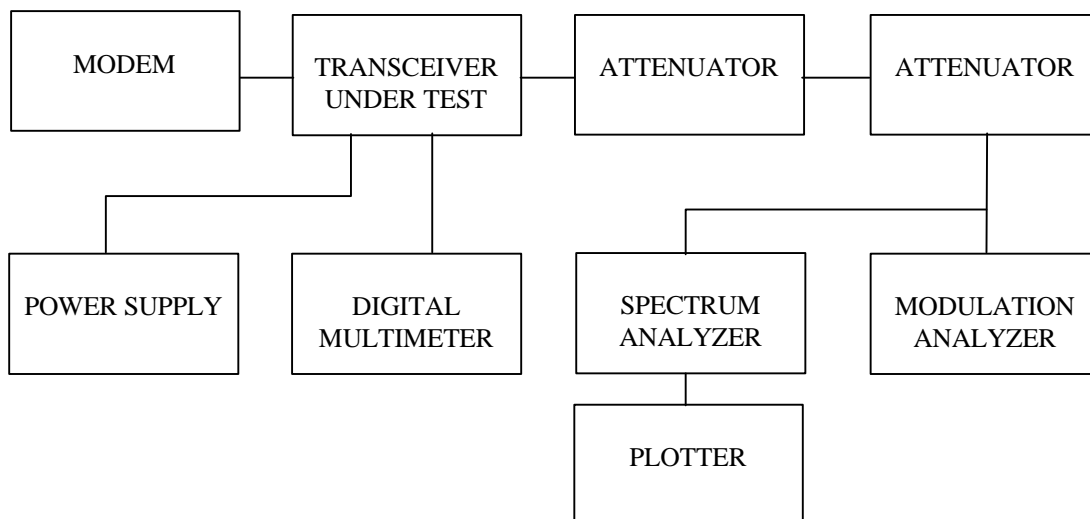 MODEM
TRANSCEIVER
UNDER TEST
ATTENUATOR
ATTENUATOR
POWER SUPPLY
DIGITAL
MULTIMETER
SPECTRUM
ANALYZER
MODULATION
ANALYZER
PLOTTER